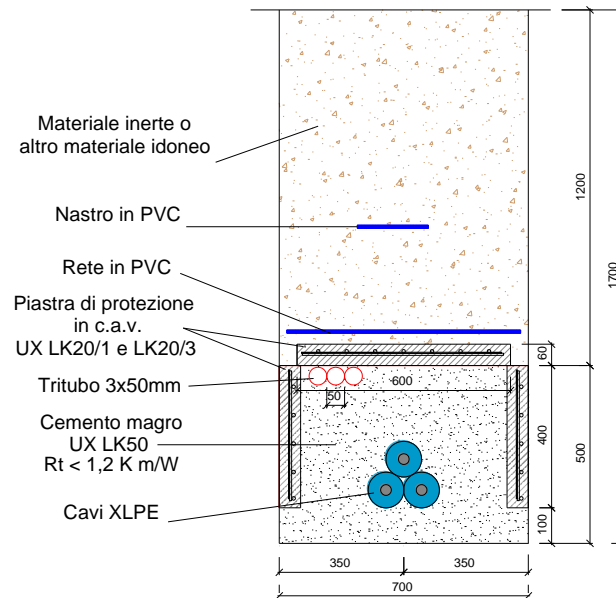 Materiale inerte o
altro materiale idoneo
Nastro in PVC
Rete in PVC
Piastra di protezione
in c.a.v.
UX LK20/1 e LK20/3
Tritubo 3x50mm
Cemento magro
UX LK50
Rt < 1,2 K m/W
Cavi XLPE
1200
1700
60
600
50
400
500
100
350
350
700